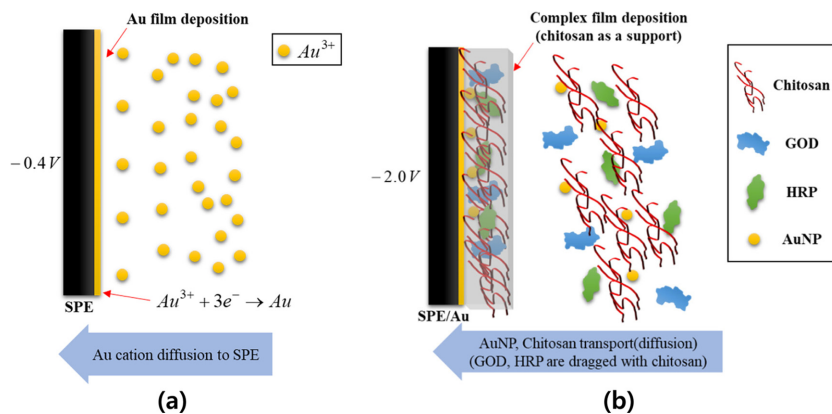 Au film deposition
Au³⁺
−0.4V
SPE
Au³⁺ + 3e⁻ → Au
Au cation diffusion to SPE
(a)
Complex film deposition
(chitosan as a support)
−2.0V
SPE/Au
Chitosan
GOD
HRP
AuNP
AuNP, Chitosan transport(diffusion)
(GOD, HRP are dragged with chitosan)
(b)